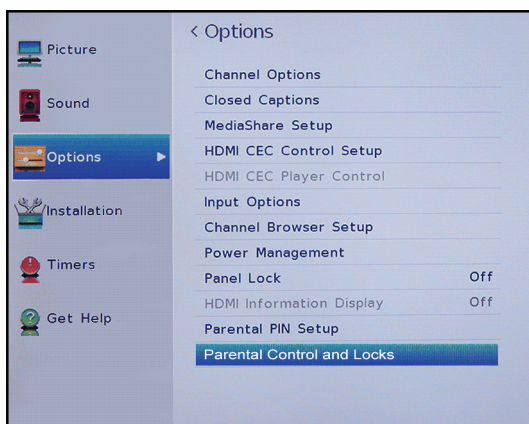 Picture
Sound
Options
Installation
Timers
Get Help
< Options
Channel Options
Closed Captions
MediaShare Setup
HDMI CEC Control Setup
HDMI CEC Player Control
Input Options
Channel Browser Setup
Power Management
Panel Lock Off
HDMI Information Display Off
Parental PIN Setup
Parental Control and Locks